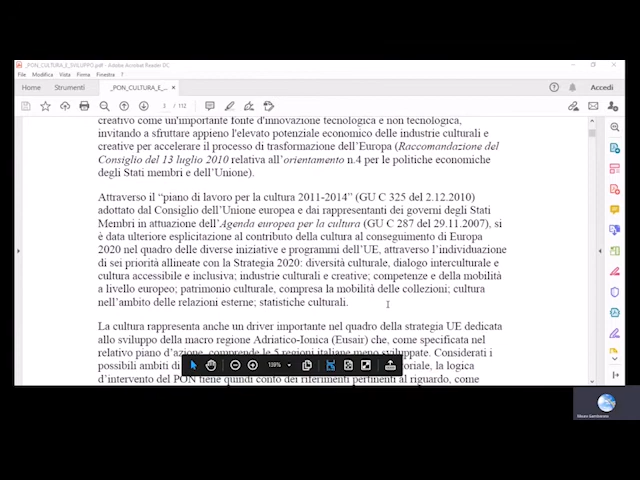 _PON_CULTURA_E_SVILUPPO.pdf - Adobe Acrobat Reader DC
File Modifica Vista Firma Finestra ?
Home Strumenti _PON_CULTURA_E_... × Accedi
3 / 112
creativo come un'importante fonte d'innovazione tecnologica e non tecnologica,
invitando a sfruttare appieno l'elevato potenziale economico delle industrie culturali e
creative per accelerare il processo di trasformazione dell'Europa (Raccomandazione del
Consiglio del 13 luglio 2010 relativa all'orientamento n.4 per le politiche economiche
degli Stati membri e dell'Unione).
Attraverso il “piano di lavoro per la cultura 2011-2014” (GU C 325 del 2.12.2010)
adottato dal Consiglio dell'Unione europea e dai rappresentanti dei governi degli Stati
Membri in attuazione dell'Agenda europea per la cultura (GU C 287 del 29.11.2007), si
è data ulteriore esplicitazione al contributo della cultura al conseguimento di Europa
2020 nel quadro delle diverse iniziative e programmi dell'UE, attraverso l'individuazione
di sei priorità allineate con la Strategia 2020: diversità culturale, dialogo interculturale e
cultura accessibile e inclusiva; industrie culturali e creative; competenze e della mobilità
a livello europeo; patrimonio culturale, compresa la mobilità delle collezioni; cultura
nell'ambito delle relazioni esterne; statistiche culturali.
La cultura rappresenta anche un driver importante nel quadro della strategia UE dedicata
allo sviluppo della macro regione Adriatico-Ionica (Eusair) che, come specificata nel
relativo piano d'azione, comprende le 5 regioni italiane meno sviluppate. Considerati i
possibili ambiti di oriale, la logica
139%
d'intervento del PON tiene quindi conto dei riferimenti pertinenti al riguardo, come